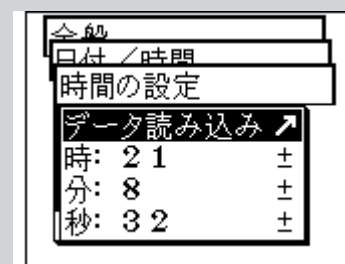 全般
日付／時間
時間の設定
データ読み込み ↗
時: 21 ±
分: 8 ±
秒: 32 ±